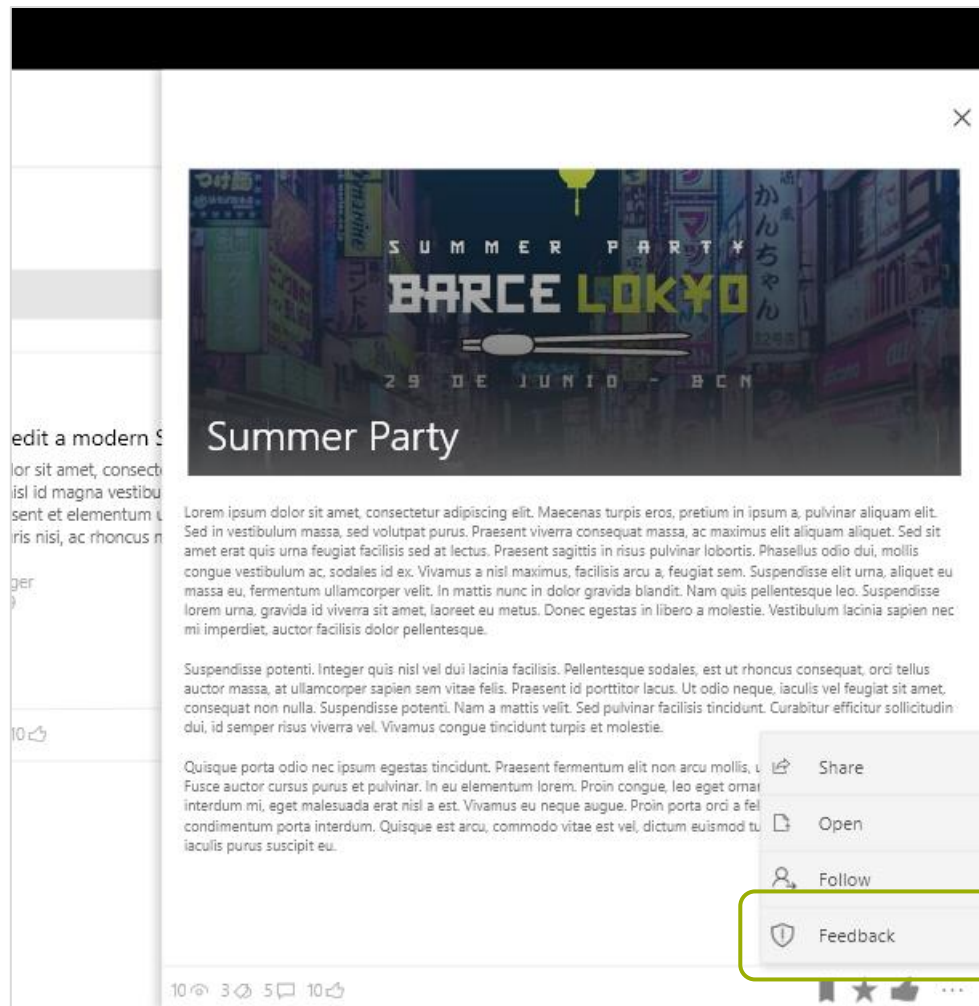 SUMMER PARTY
BARCELOKYO
29 DE JUNIO - BCN
かんちゃん
Summer Party
edit a modern S
lor sit amet, consect
isl id magna vestibu
sent et elementum u
ris nisi, ac rhoncus n
ger
10
Lorem ipsum dolor sit amet, consectetur adipiscing elit. Maecenas turpis eros, pretium in ipsum a, pulvinar aliquam elit.
Sed in vestibulum massa, sed volutpat purus. Praesent viverra consequat massa, ac maximus elit aliquam aliquet. Sed sit
amet erat quis urna feugiat facilisis sed at lectus. Praesent sagittis in risus pulvinar lobortis. Phasellus odio dui, mollis
congue vestibulum ac, sodales id ex. Vivamus a nisl maximus, facilisis arcu a, feugiat sem. Suspendisse elit urna, aliquet eu
massa eu, fermentum ullamcorper velit. In mattis nunc in dolor gravida blandit. Nam quis pellentesque leo. Suspendisse
lorem urna, gravida id viverra sit amet, laoreet eu metus. Donec egestas in libero a molestie. Vestibulum lacinia sapien nec
mi imperdiet, auctor facilisis dolor pellentesque.
Suspendisse potenti. Integer quis nisl vel dui lacinia facilisis. Pellentesque sodales, est ut rhoncus consequat, orci tellus
auctor massa, at ullamcorper sapien sem vitae felis. Praesent id porttitor lacus. Ut odio neque, iaculis vel feugiat sit amet,
consequat non nulla. Suspendisse potenti. Nam a mattis velit. Sed pulvinar facilisis tincidunt. Curabitur efficitur sollicitudin
dui, id semper risus viverra vel. Vivamus congue tincidunt turpis et molestie.
Quisque porta odio nec ipsum egestas tincidunt. Praesent fermentum elit non arcu mollis, u
Fusce auctor cursus purus et pulvinar. In eu elementum lorem. Proin congue, leo eget ornar
interdum mi, eget malesuada erat nisl a est. Vivamus eu neque augue. Proin porta orci a fel
condimentum porta interdum. Quisque est arcu, commodo vitae est vel, dictum euismod tu
iaculis purus suscipit eu.
Share
Open
Follow
Feedback
10 3 5 10